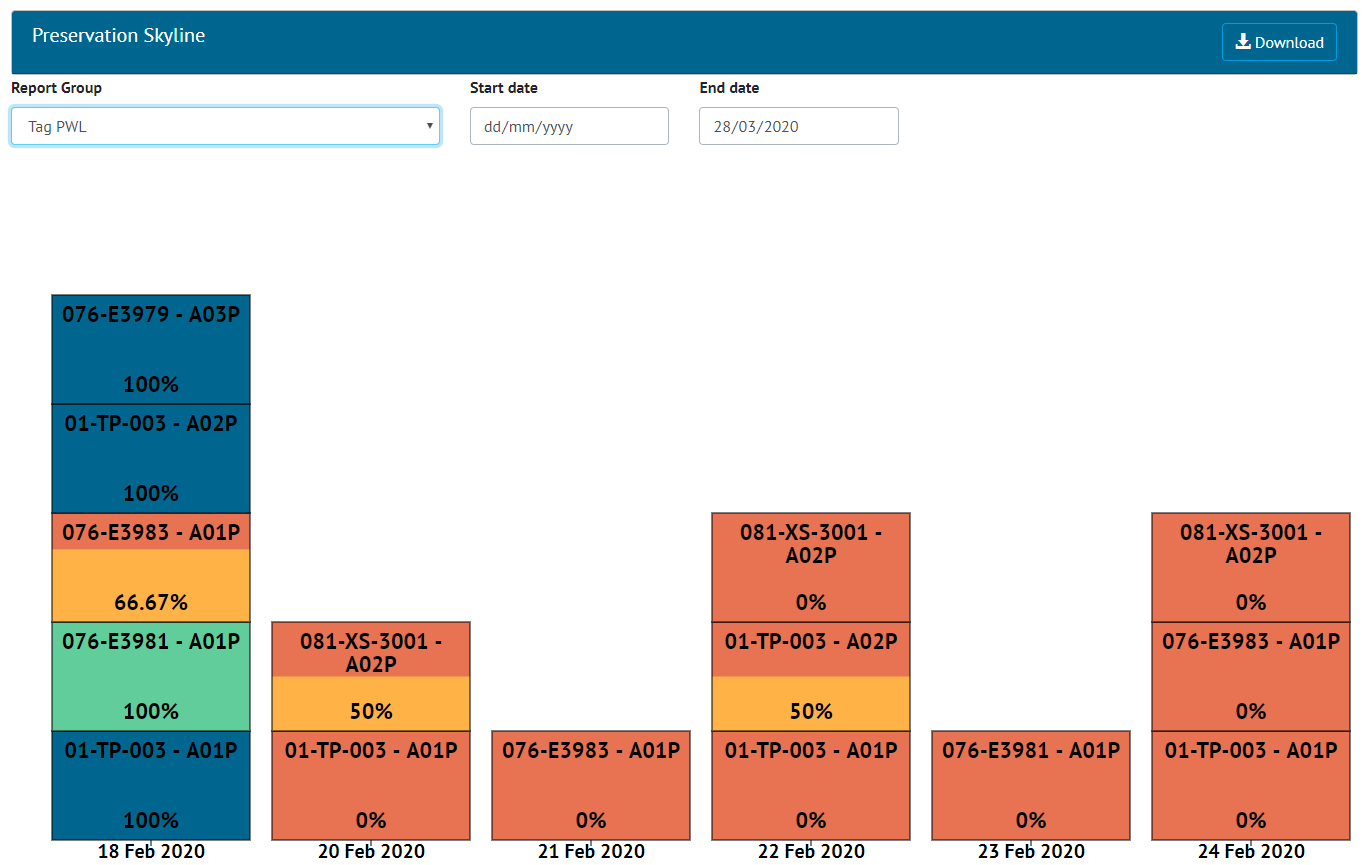 Preservation Skyline
Download
Report Group
Start date
End date
Tag PWL
dd/mm/yyyy
28/03/2020
076-E3979 - A03P
100%
01-TP-003 - A02P
100%
076-E3983 - A01P
66.67%
076-E3981 - A01P
100%
01-TP-003 - A01P
100%
18 Feb 2020
081-XS-3001 -
A02P
50%
01-TP-003 - A01P
0%
20 Feb 2020
076-E3983 - A01P
0%
21 Feb 2020
081-XS-3001 -
A02P
0%
01-TP-003 - A02P
50%
01-TP-003 - A01P
0%
22 Feb 2020
076-E3981 - A01P
0%
23 Feb 2020
081-XS-3001 -
A02P
0%
076-E3983 - A01P
0%
01-TP-003 - A01P
0%
24 Feb 2020